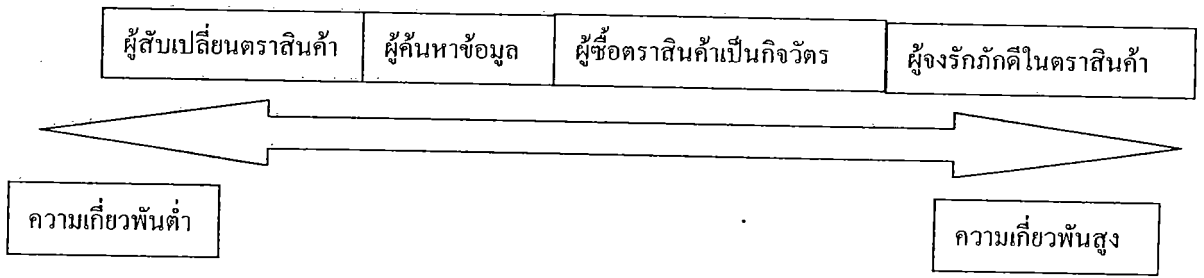 ผู้สับเปลี่ยนตราสินค้า ผู้ค้นหาข้อมูล ผู้ซื้อตราสินค้าเป็นกิจวัตร ผู้จงรักภักดีในตราสินค้า
ความเกี่ยวพันต่ำ ความเกี่ยวพันสูง